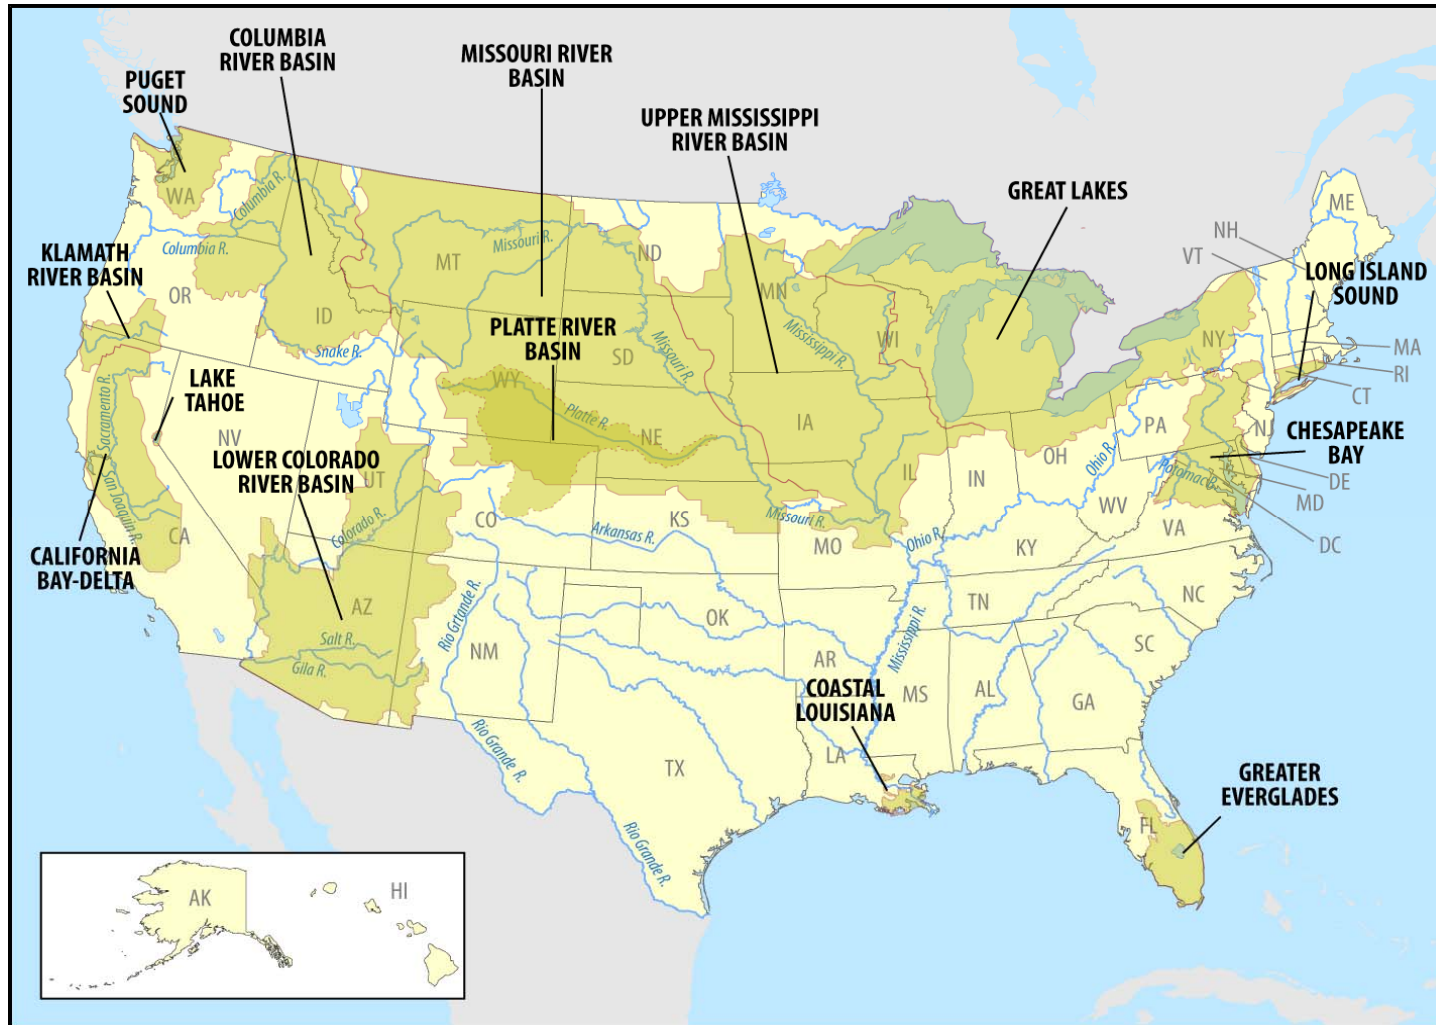 COLUMBIA
RIVER BASIN
MISSOURI RIVER
BASIN
PUGET
SOUND
UPPER MISSISSIPPI
RIVER BASIN
GREAT LAKES
WA
Columbia R.
Columbia R.
KLAMATH
RIVER BASIN
OR
MT
Missouri R.
ND
MN
ME
NH
VT
LONG ISLAND
SOUND
ID
Snake R.
PLATTE RIVER
BASIN
SD
Missouri R.
Mississippi R.
WI
NY
MA
RI
CT
LAKE
TAHOE
WY
Platte R.
NE
IA
PA
NJ
CHESAPEAKE
BAY
Sacramento R.
NV
LOWER COLORADO
RIVER BASIN
UT
IL
IN
OH
Ohio R.
Potomac R.
DE
MD
DC
San Joaquin R.
CA
Colorado R.
CO
Arkansas R.
KS
Missouri R.
MO
Ohio R.
KY
WV
VA
CALIFORNIA
BAY-DELTA
AZ
Salt R.
Gila R.
Rio Grtande R.
NM
OK
AR
Mississippi R.
TN
NC
SC
MS
AL
GA
COASTAL
LOUISIANA
LA
Rio Grande R.
TX
Rio Grande R.
FL
GREATER
EVERGLADES
AK
HI